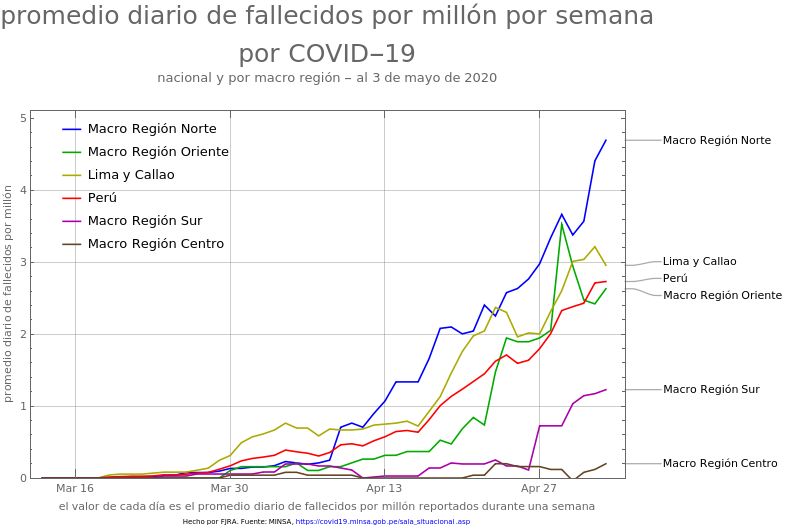 promedio diario de fallecidos por millón por semana
por COVID–19
nacional y por macro región – al 3 de mayo de 2020
Macro Región Norte
Macro Región Oriente
Lima y Callao
Perú
Macro Región Sur
Macro Región Centro
promedio diario de fallecidos por millón
5
4
3
2
1
0
Mar 16
Mar 30
Apr 13
Apr 27
Macro Región Norte
Lima y Callao
Perú
Macro Región Oriente
Macro Región Sur
Macro Región Centro
el valor de cada día es el promedio diario de fallecidos por millón reportados durante una semana
Hecho por FJRA. Fuente: MINSA, https://covid19.minsa.gob.pe/sala_situacional.asp